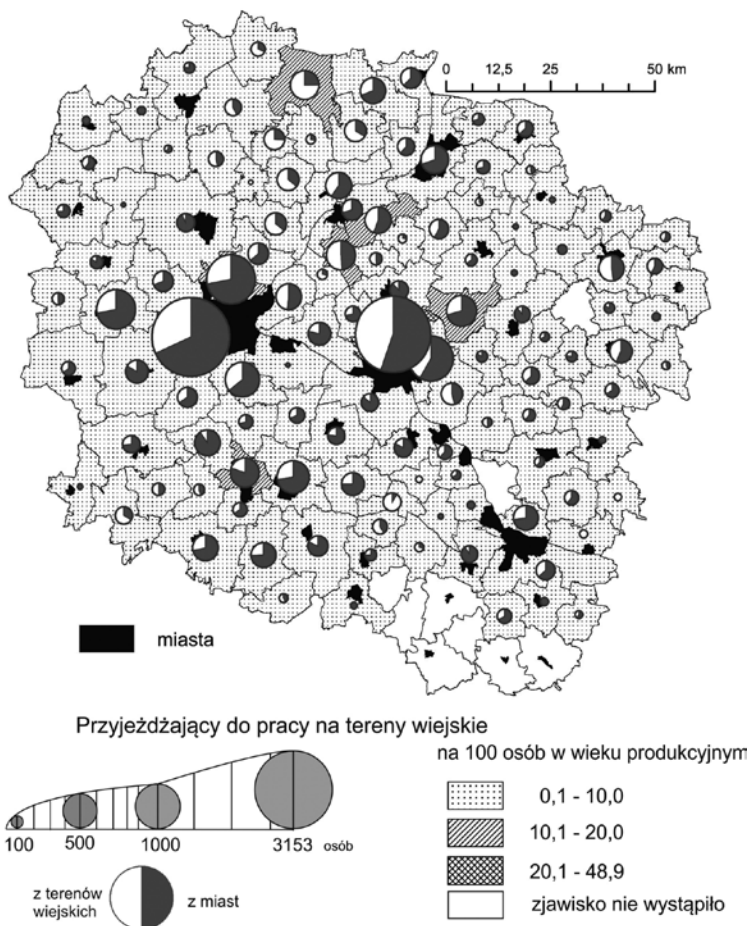 0 12,5 25 50 km
miasta
Przyjeżdżający do pracy na tereny wiejskie
na 100 osób w wieku produkcyjnym
100 500 1000 3153 osób
z terenów
wiejskich
z miast
0,1 - 10,0
10,1 - 20,0
20,1 - 48,9
zjawisko nie wystąpiło